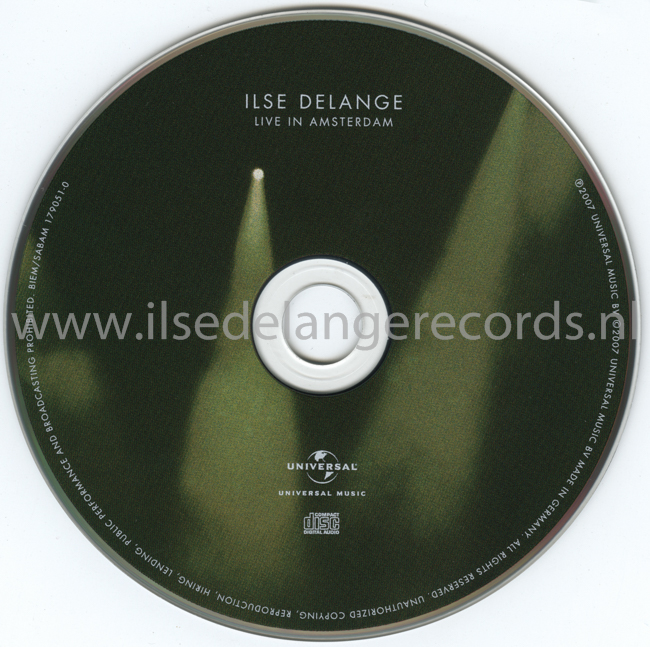 ILSE DELANGE
LIVE IN AMSTERDAM
www.ilsedelangerecords.nl
UNIVERSAL
UNIVERSAL MUSIC
COMPACT
disc
DIGITAL AUDIO
℗2007 UNIVERSAL MUSIC BV ©2007 UNIVERSAL MUSIC BV MADE IN GERMANY. ALL RIGHTS RESERVED. UNAUTHORIZED COPYING, REPRODUCTION, HIRING, LENDING, PUBLIC PERFORMANCE AND BROADCASTING PROHIBITED. BIEM/SABAM 179051-0